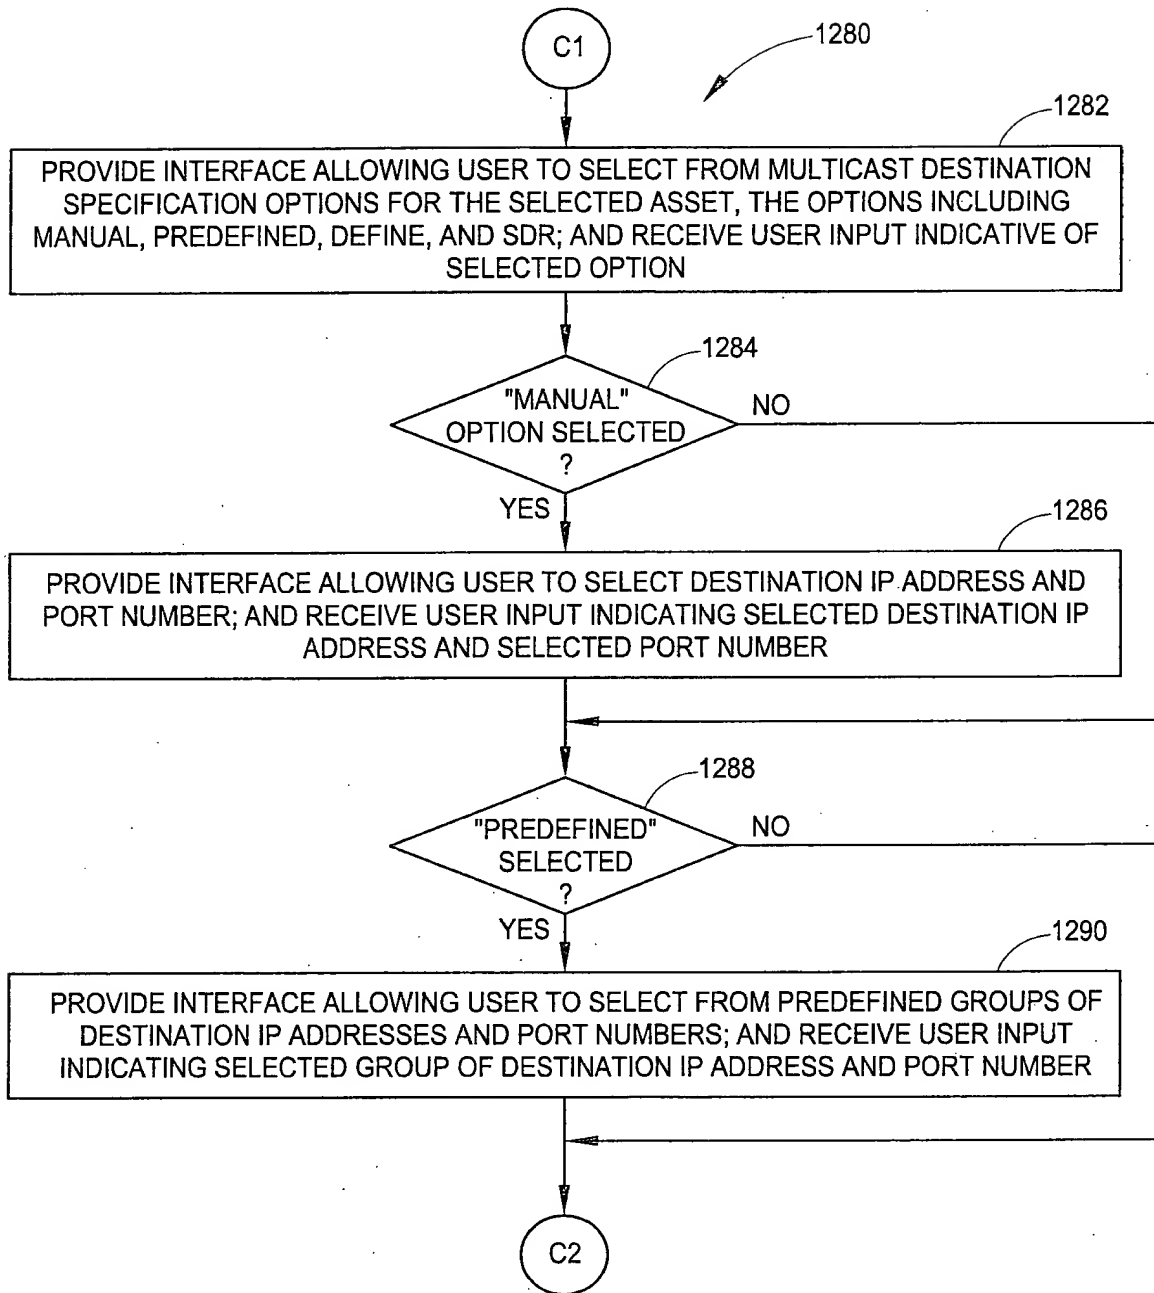 C1
1280
1282
PROVIDE INTERFACE ALLOWING USER TO SELECT FROM MULTICAST DESTINATION
SPECIFICATION OPTIONS FOR THE SELECTED ASSET, THE OPTIONS INCLUDING
MANUAL, PREDEFINED, DEFINE, AND SDR; AND RECEIVE USER INPUT INDICATIVE OF
SELECTED OPTION
1284
"MANUAL"
OPTION SELECTED
?
NO
YES
1286
PROVIDE INTERFACE ALLOWING USER TO SELECT DESTINATION IP ADDRESS AND
PORT NUMBER; AND RECEIVE USER INPUT INDICATING SELECTED DESTINATION IP
ADDRESS AND SELECTED PORT NUMBER
1288
"PREDEFINED"
SELECTED
?
NO
YES
1290
PROVIDE INTERFACE ALLOWING USER TO SELECT FROM PREDEFINED GROUPS OF
DESTINATION IP ADDRESSES AND PORT NUMBERS; AND RECEIVE USER INPUT
INDICATING SELECTED GROUP OF DESTINATION IP ADDRESS AND PORT NUMBER
C2